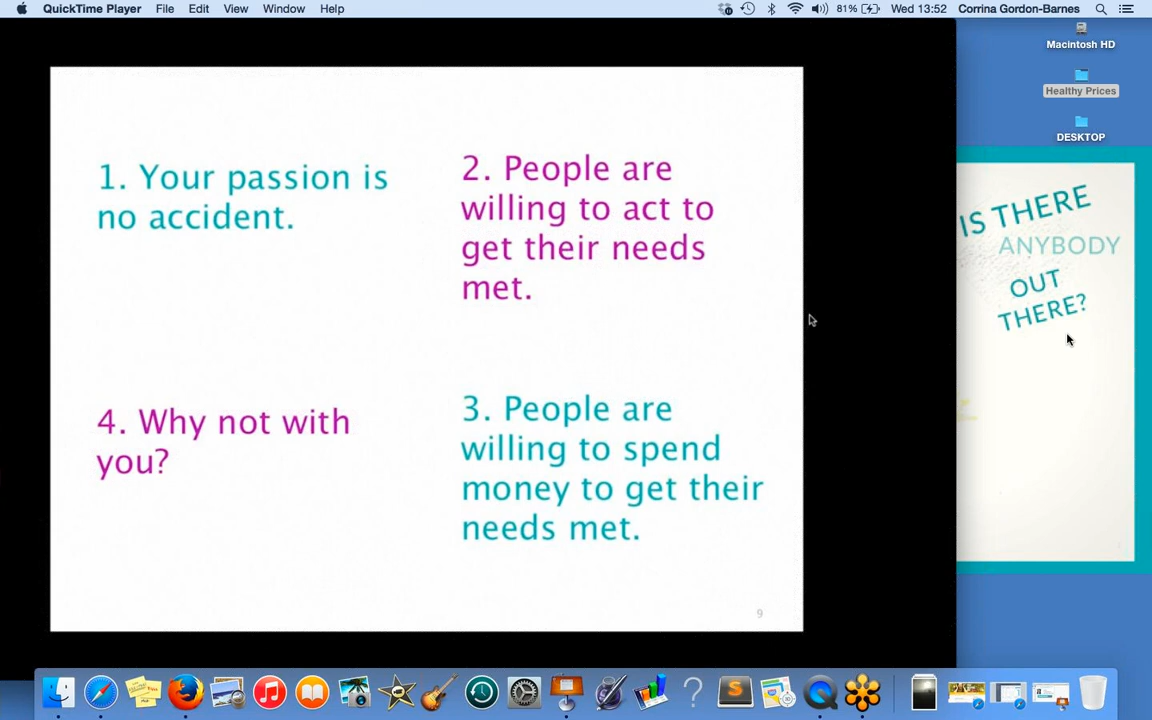 QuickTime Player File Edit View Window Help 81% Wed 13:52 Corrina Gordon-Barnes
Macintosh HD
Healthy Prices
DESKTOP
1. Your passion is
no accident.
2. People are
willing to act to
get their needs
met.
4. Why not with
you?
3. People are
willing to spend
money to get their
needs met.
9
IS THERE
ANYBODY
OUT
THERE?